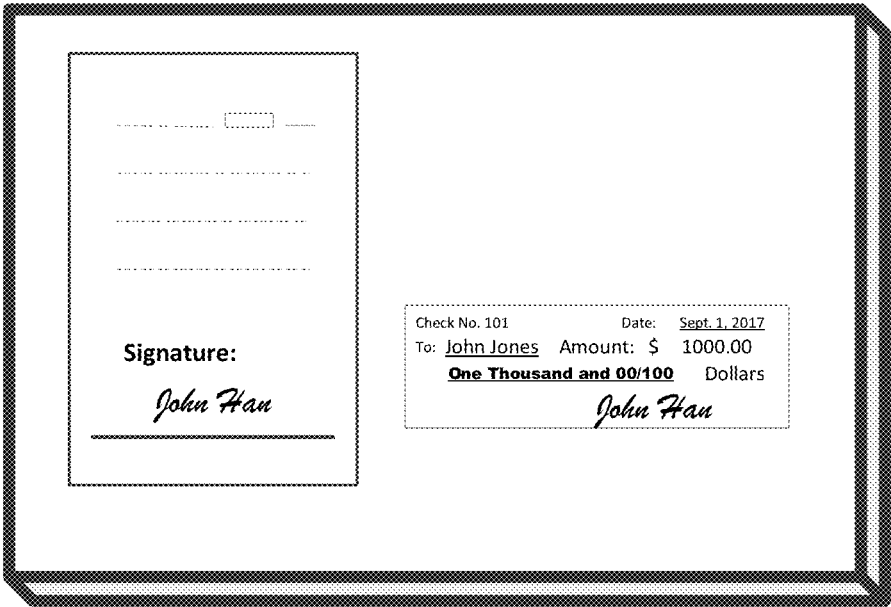 Signature:
John Han
Check No. 101 Date: Sept. 1, 2017
To: John Jones Amount: $ 1000.00
One Thousand and 00/100 Dollars
John Han